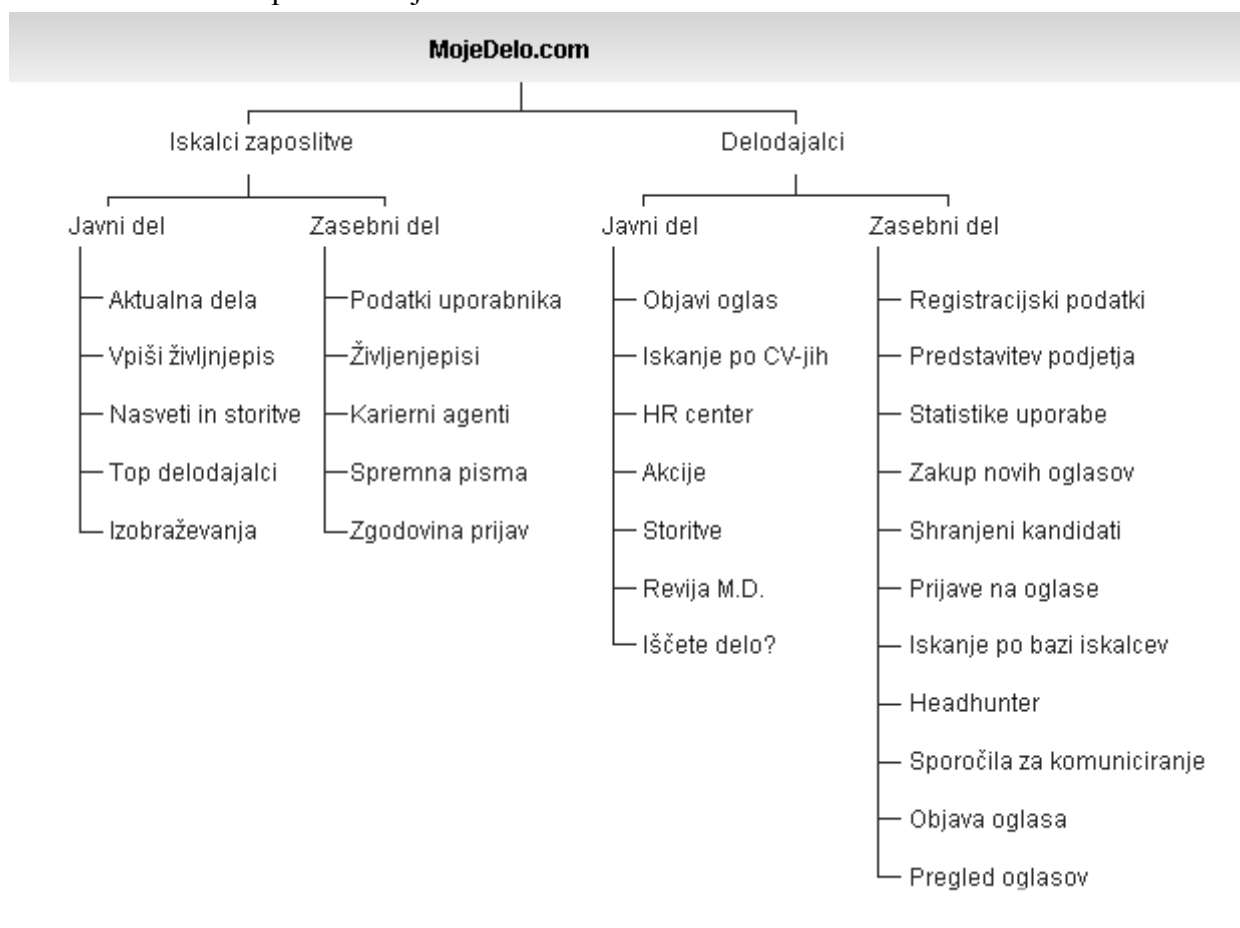 MojeDelo.com
Iskalci zaposlitve
Delodajalci
Javni del
Zasebni del
Javni del
Zasebni del
Aktualna dela
Vpiši živlnjepis
Nasveti in storitve
Top delodajalci
Izobraževanja
Podatki uporabnika
Življenjepisi
Karierni agenti
Spremna pisma
Zgodovina prijav
Objavi oglas
Iskanje po CV-jih
HR center
Akcije
Storitve
Revija M.D.
Iščete delo?
Registracijski podatki
Predstavitev podjetja
Statistike uporabe
Zakup novih oglasov
Shranjeni kandidati
Prijave na oglase
Iskanje po bazi iskalcev
Headhunter
Sporočila za komuniciranje
Objava oglasa
Pregled oglasov